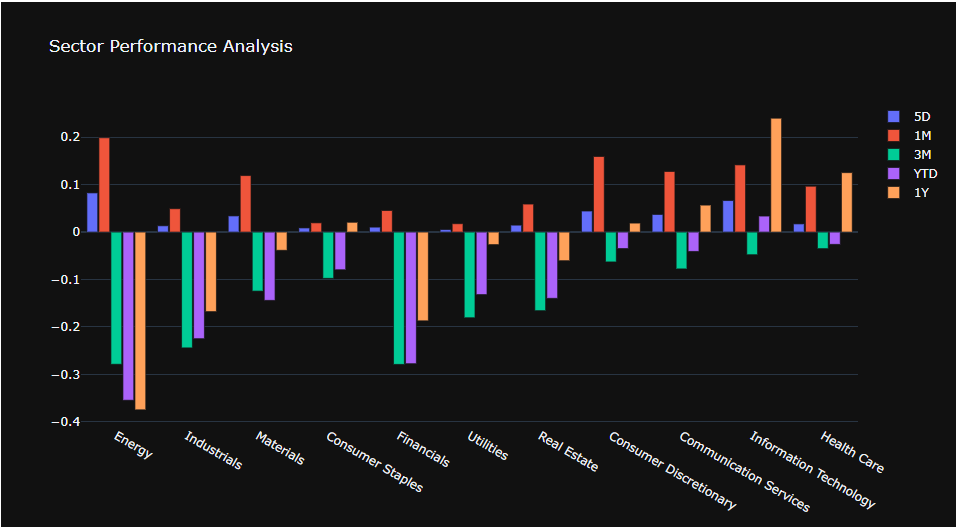 Sector Performance Analysis
5D
1M
3M
YTD
1Y
0.2
0.1
0
−0.1
−0.2
−0.3
−0.4
Energy
Industrials
Materials
Consumer Staples
Financials
Utilities
Real Estate
Consumer Discretionary
Communication Services
Information Technology
Health Care